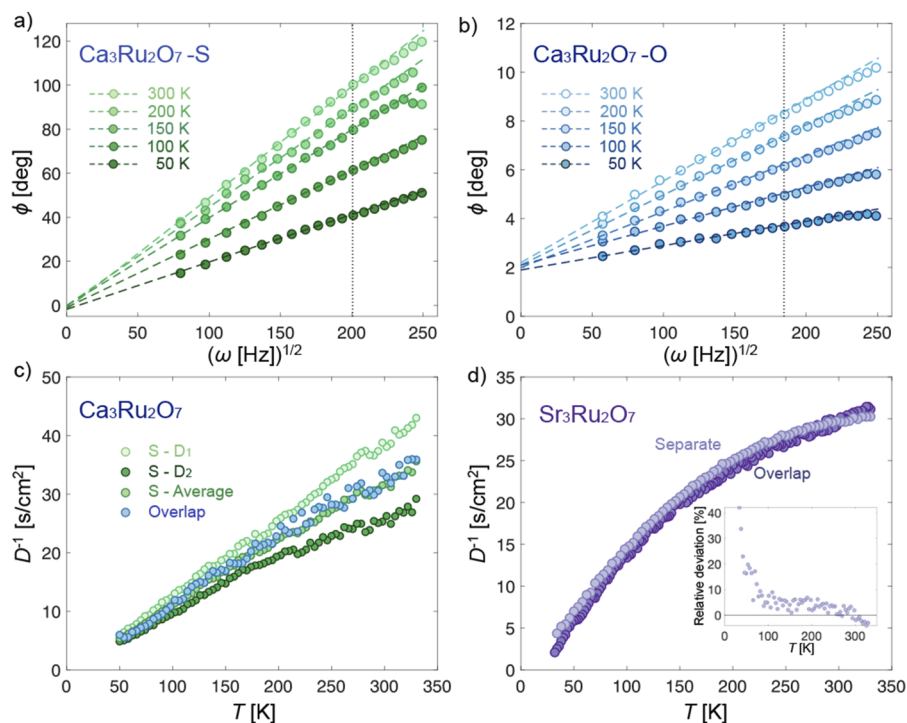 a)
Ca₃Ru₂O₇ -S
300 K
200 K
150 K
100 K
50 K
ϕ [deg]
120
100
80
60
40
20
0
0 50 100 150 200 250
(ω [Hz])^1/2
b)
Ca₃Ru₂O₇ -O
300 K
200 K
150 K
100 K
50 K
ϕ [deg]
12
10
8
6
4
2
0
0 50 100 150 200 250
(ω [Hz])^1/2
c)
Ca₃Ru₂O₇
S - D₁
S - D₂
S - Average
Overlap
D⁻¹ [s/cm²]
50
40
30
20
10
0
0 50 100 150 200 250 300 350
T [K]
d)
Sr₃Ru₂O₇
Separate
Overlap
D⁻¹ [s/cm²]
35
30
25
20
15
10
5
0
0 50 100 150 200 250 300 350
T [K]
Relative deviation [%]
40
30
20
10
0
0 100 200 300
T [K]